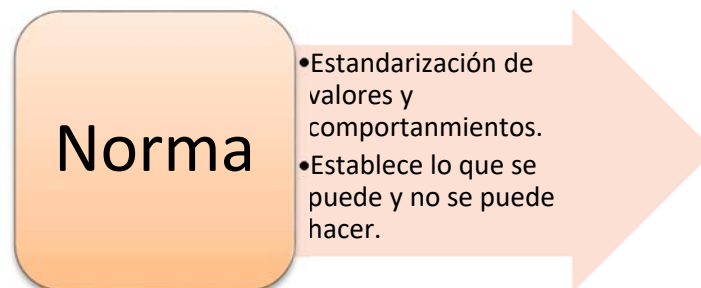 Norma
•Estandarización de
valores y
comportanmientos.
•Establece lo que se
puede y no se puede
hacer.